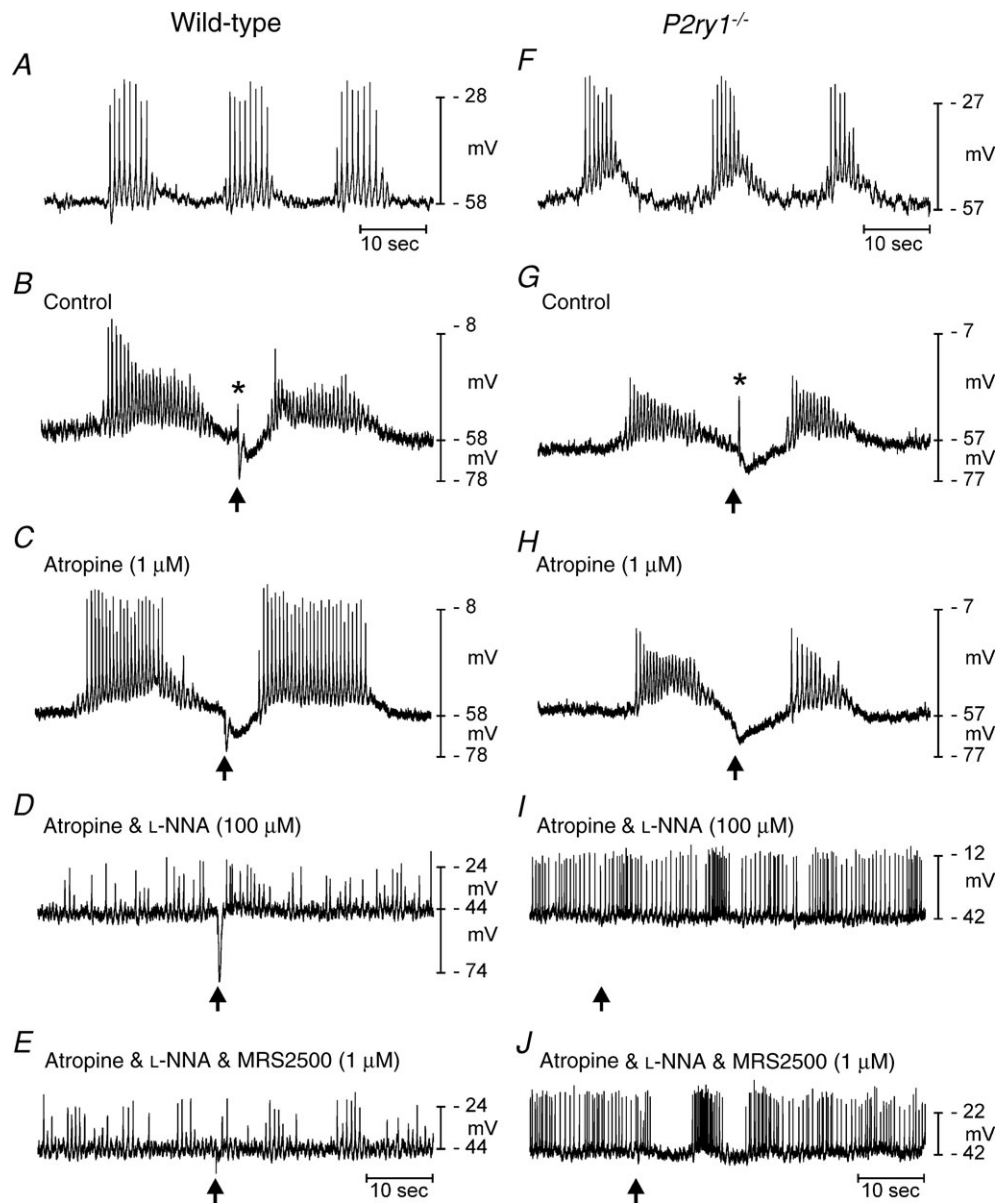 Wild-type
P2ry1-/-
A
- 28
mV
- 58
10 sec
F
- 27
mV
- 57
10 sec
B
Control
*
- 8
mV
- 58
mV
- 78
G
Control
*
- 7
mV
- 57
mV
- 77
C
Atropine (1 μM)
- 8
mV
- 58
mV
- 78
H
Atropine (1 μM)
- 7
mV
- 57
mV
- 77
D
Atropine & L-NNA (100 μM)
- 24
mV
- 44
mV
- 74
I
Atropine & L-NNA (100 μM)
- 12
mV
- 42
E
Atropine & L-NNA & MRS2500 (1 μM)
- 24
mV
- 44
10 sec
J
Atropine & L-NNA & MRS2500 (1 μM)
- 22
mV
- 42
10 sec